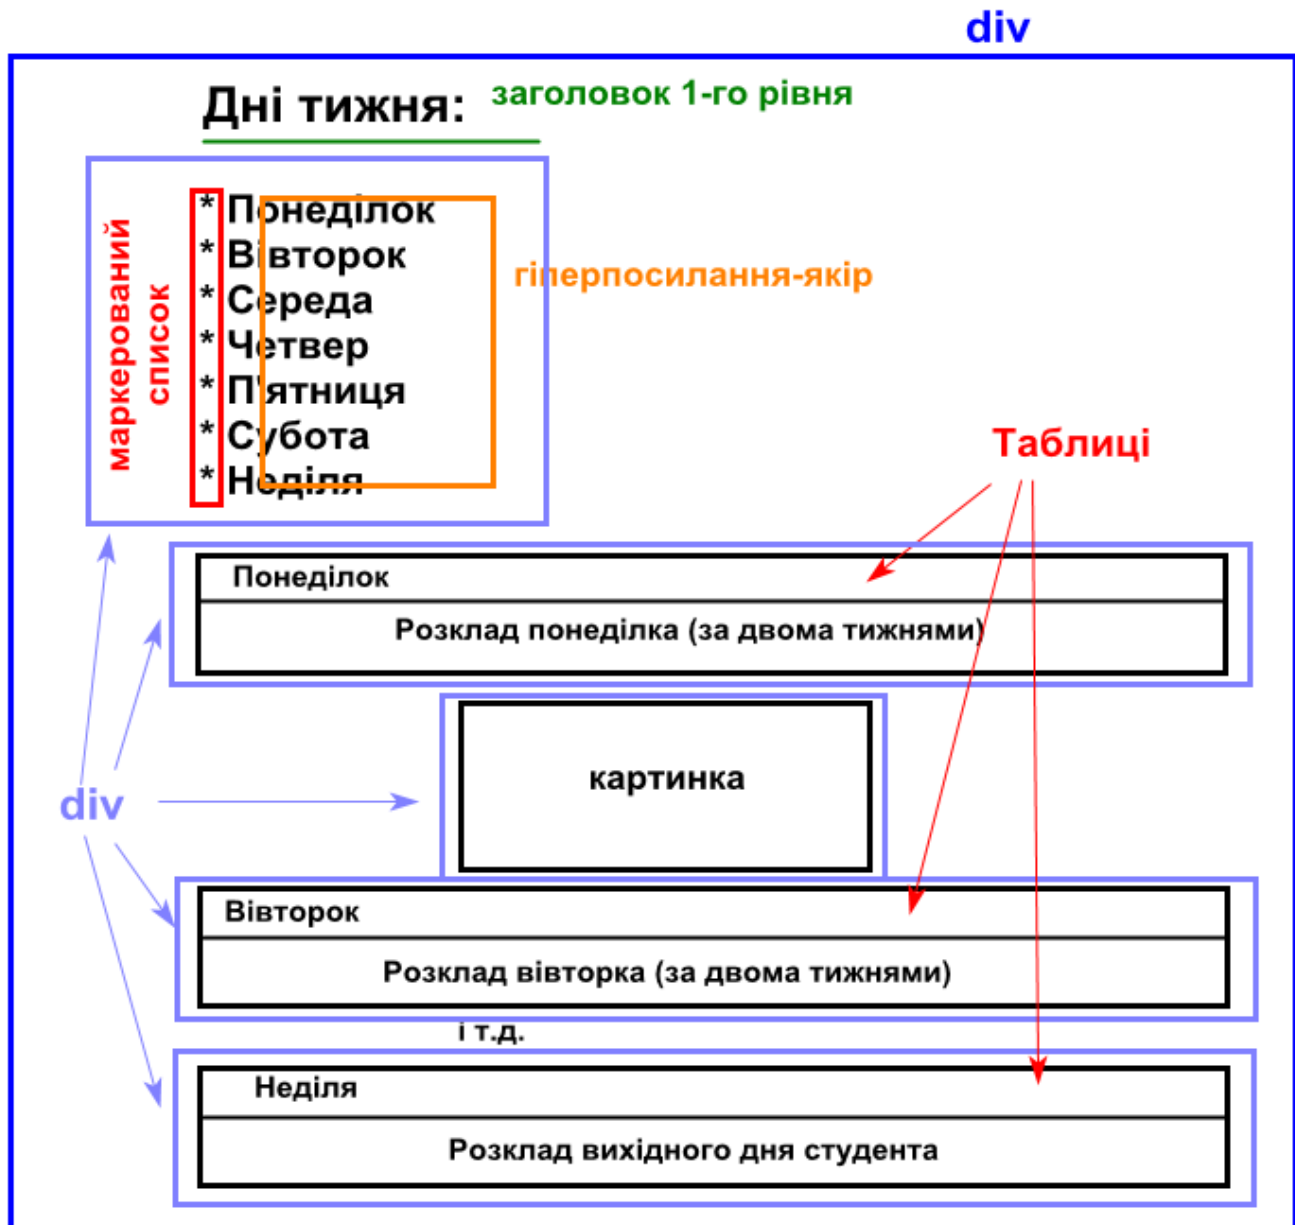 div
Дні тижня:
заголовок 1-го рівня
маркерований
список
* Понеділок
* Вівторок
* Середа
* Четвер
* П'ятниця
* Субота
* Неділя
гіперпосилання-якір
Таблиці
Понеділок
Розклад понеділка (за двома тижнями)
div
картинка
Вівторок
Розклад вівторка (за двома тижнями)
і т.д.
Неділя
Розклад вихідного дня студента